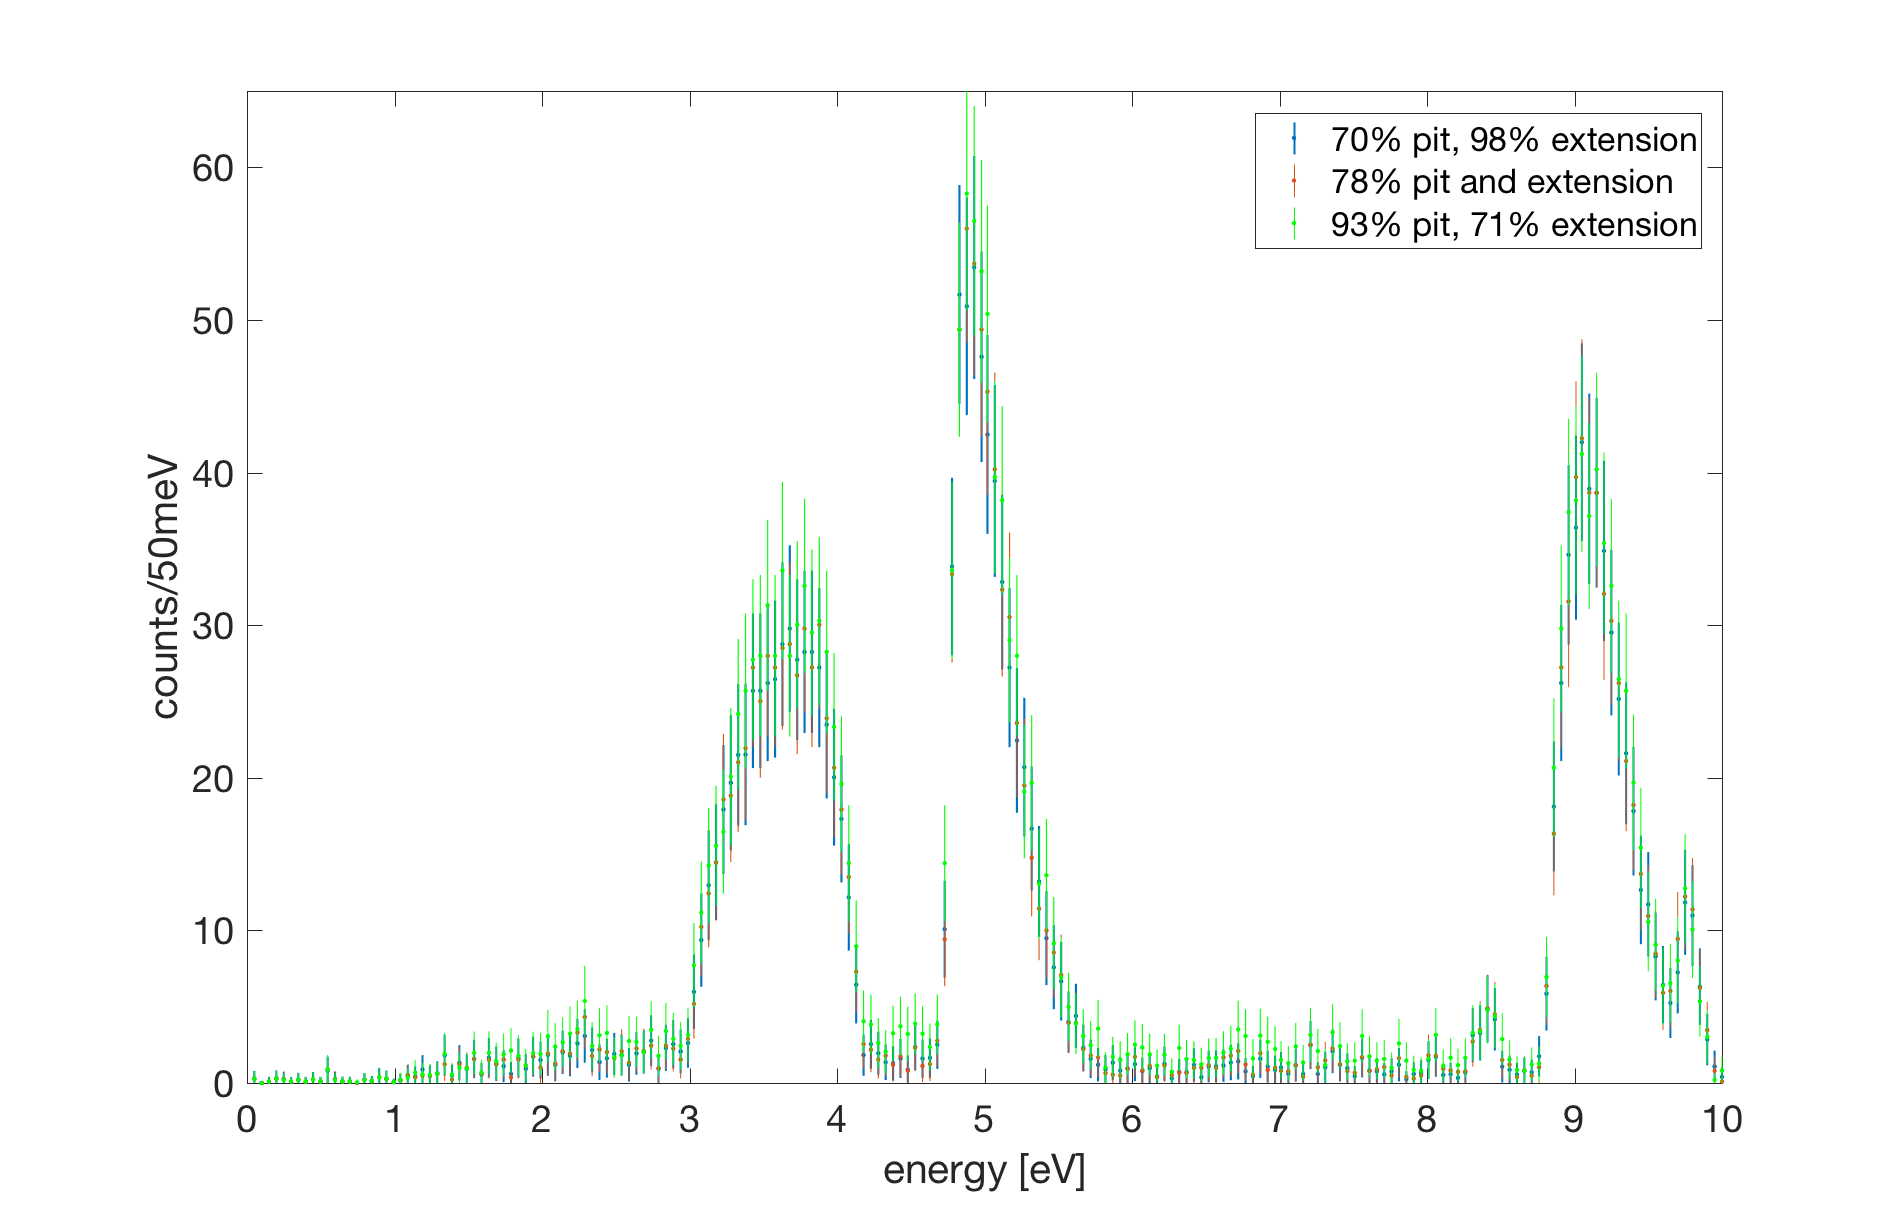 70% pit, 98% extension
78% pit and extension
93% pit, 71% extension
60
50
40
30
20
10
0
counts/50meV
0 1 2 3 4 5 6 7 8 9 10
energy [eV]